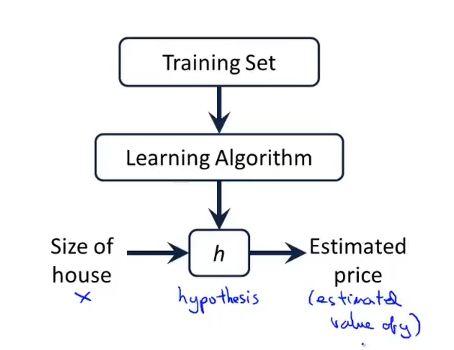 Training Set
Learning Algorithm
Size of
house
x
h
hypothesis
Estimated
price
(estimated
value of y)